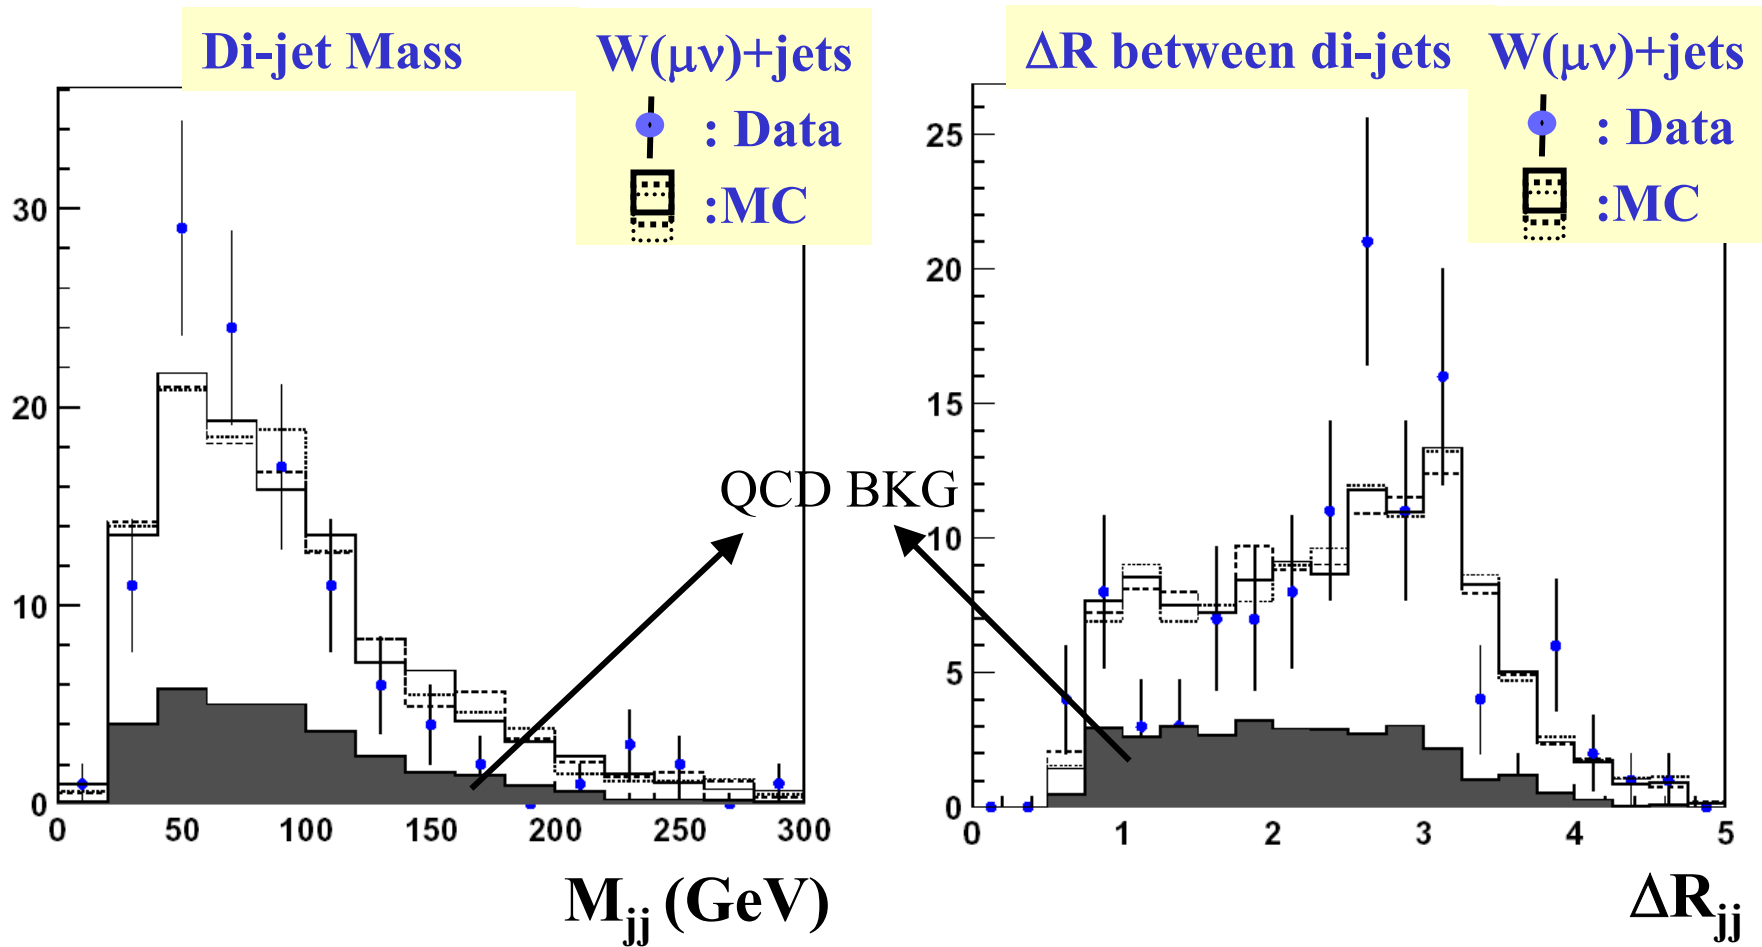 Di-jet Mass
W(μν)+jets
: Data
:MC
30
20
10
0
0 50 100 150 200 250 300
M_jj (GeV)
QCD BKG
ΔR between di-jets
W(μν)+jets
: Data
:MC
25
20
15
10
5
0
0 1 2 3 4 5
ΔR_jj